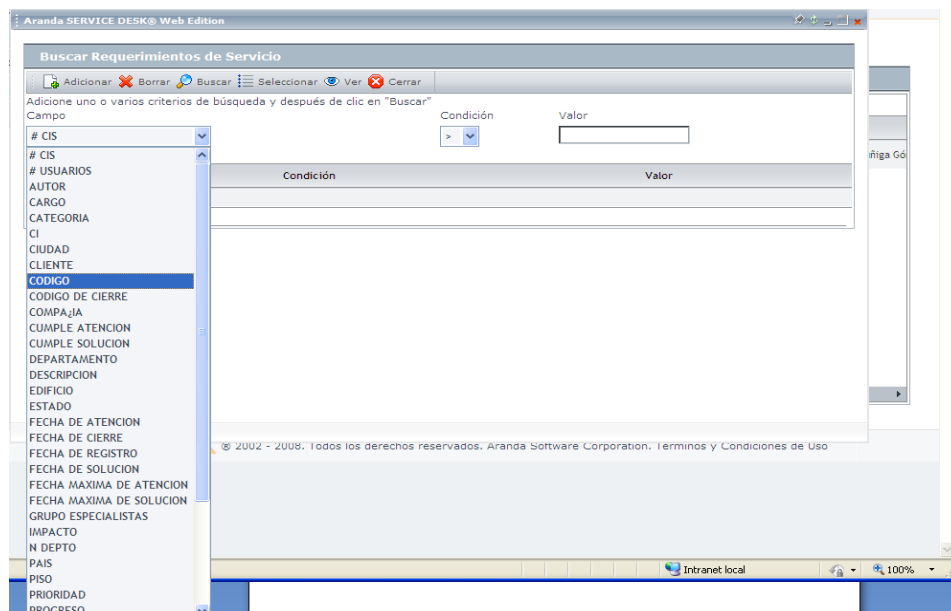 Aranda SERVICE DESK® Web Edition
Buscar Requerimientos de Servicio
Adicionar Borrar Buscar Seleccionar Ver Cerrar
Adicione uno o varios criterios de búsqueda y después de clic en "Buscar"
Campo Condición Valor
# CIS >
# CIS
# USUARIOS
AUTOR
CARGO
CATEGORIA
CI
CIUDAD
CLIENTE
CODIGO
CODIGO DE CIERRE
COMPA¿IA
CUMPLE ATENCION
CUMPLE SOLUCION
DEPARTAMENTO
DESCRIPCION
EDIFICIO
ESTADO
FECHA DE ATENCION
FECHA DE CIERRE
FECHA DE REGISTRO
FECHA DE SOLUCION
FECHA MAXIMA DE ATENCION
FECHA MAXIMA DE SOLUCION
GRUPO ESPECIALISTAS
IMPACTO
N DEPTO
PAIS
PISO
PRIORIDAD
PROGRESO
Condición Valor
ñiga Gó
® 2002 - 2008. Todos los derechos reservados. Aranda Software Corporation. Terminos y Condiciones de Uso
Intranet local 100%